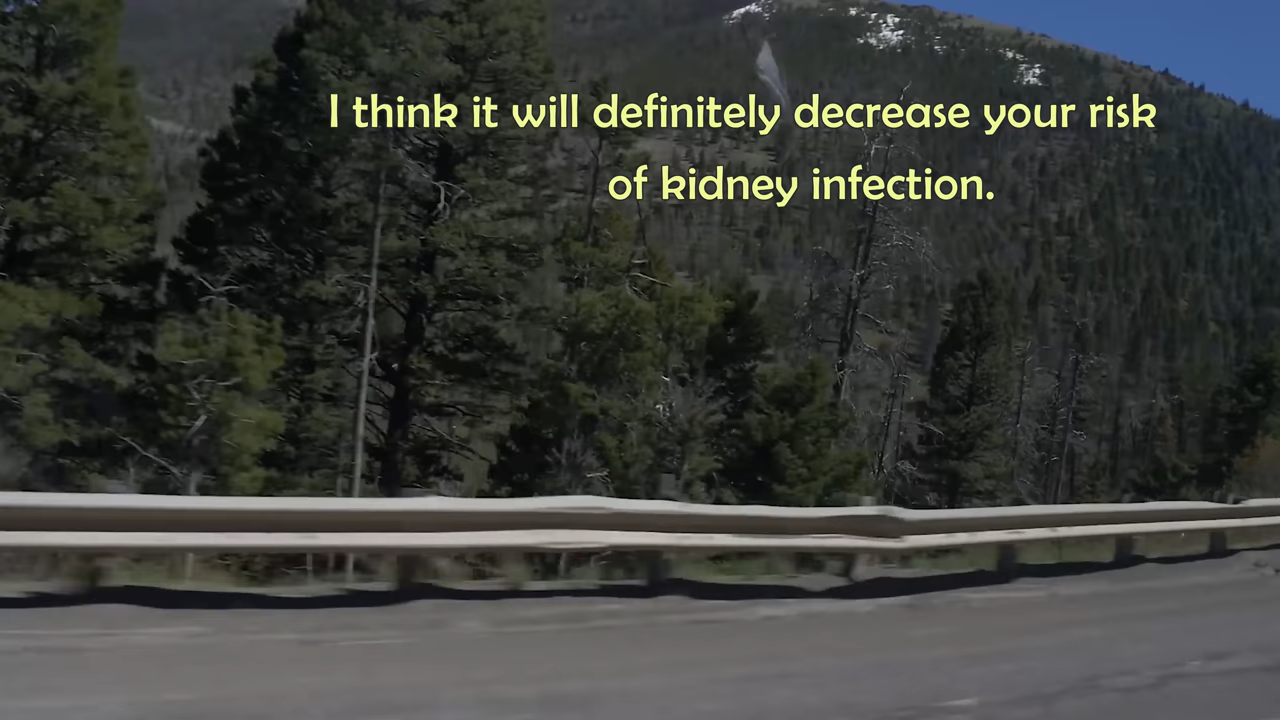 I think it will definitely decrease your risk
of kidney infection.